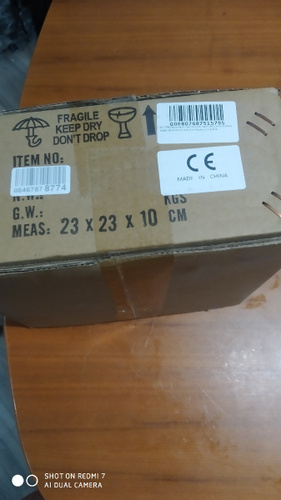 FRAGILE
KEEP DRY
DON'T DROP
ITEM NO:
8774
CE
MADE IN CHINA
N.W.:
KGS
G.W.:
MEAS: 23 x 23 x 10 CM
SHOT ON REDMI 7
AI DUAL CAMERA